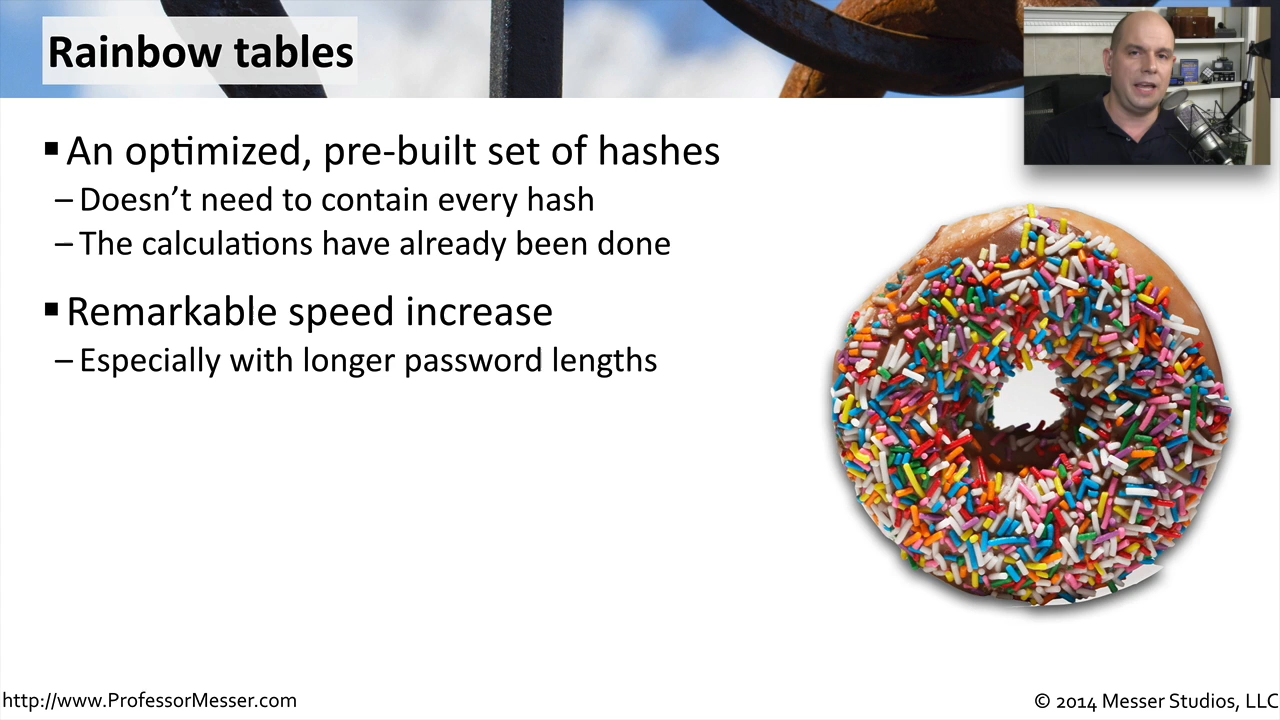 Rainbow tables
▪ An optimized, pre-built set of hashes
– Doesn’t need to contain every hash
– The calculations have already been done
▪ Remarkable speed increase
– Especially with longer password lengths
http://www.ProfessorMesser.com
© 2014 Messer Studios, LLC